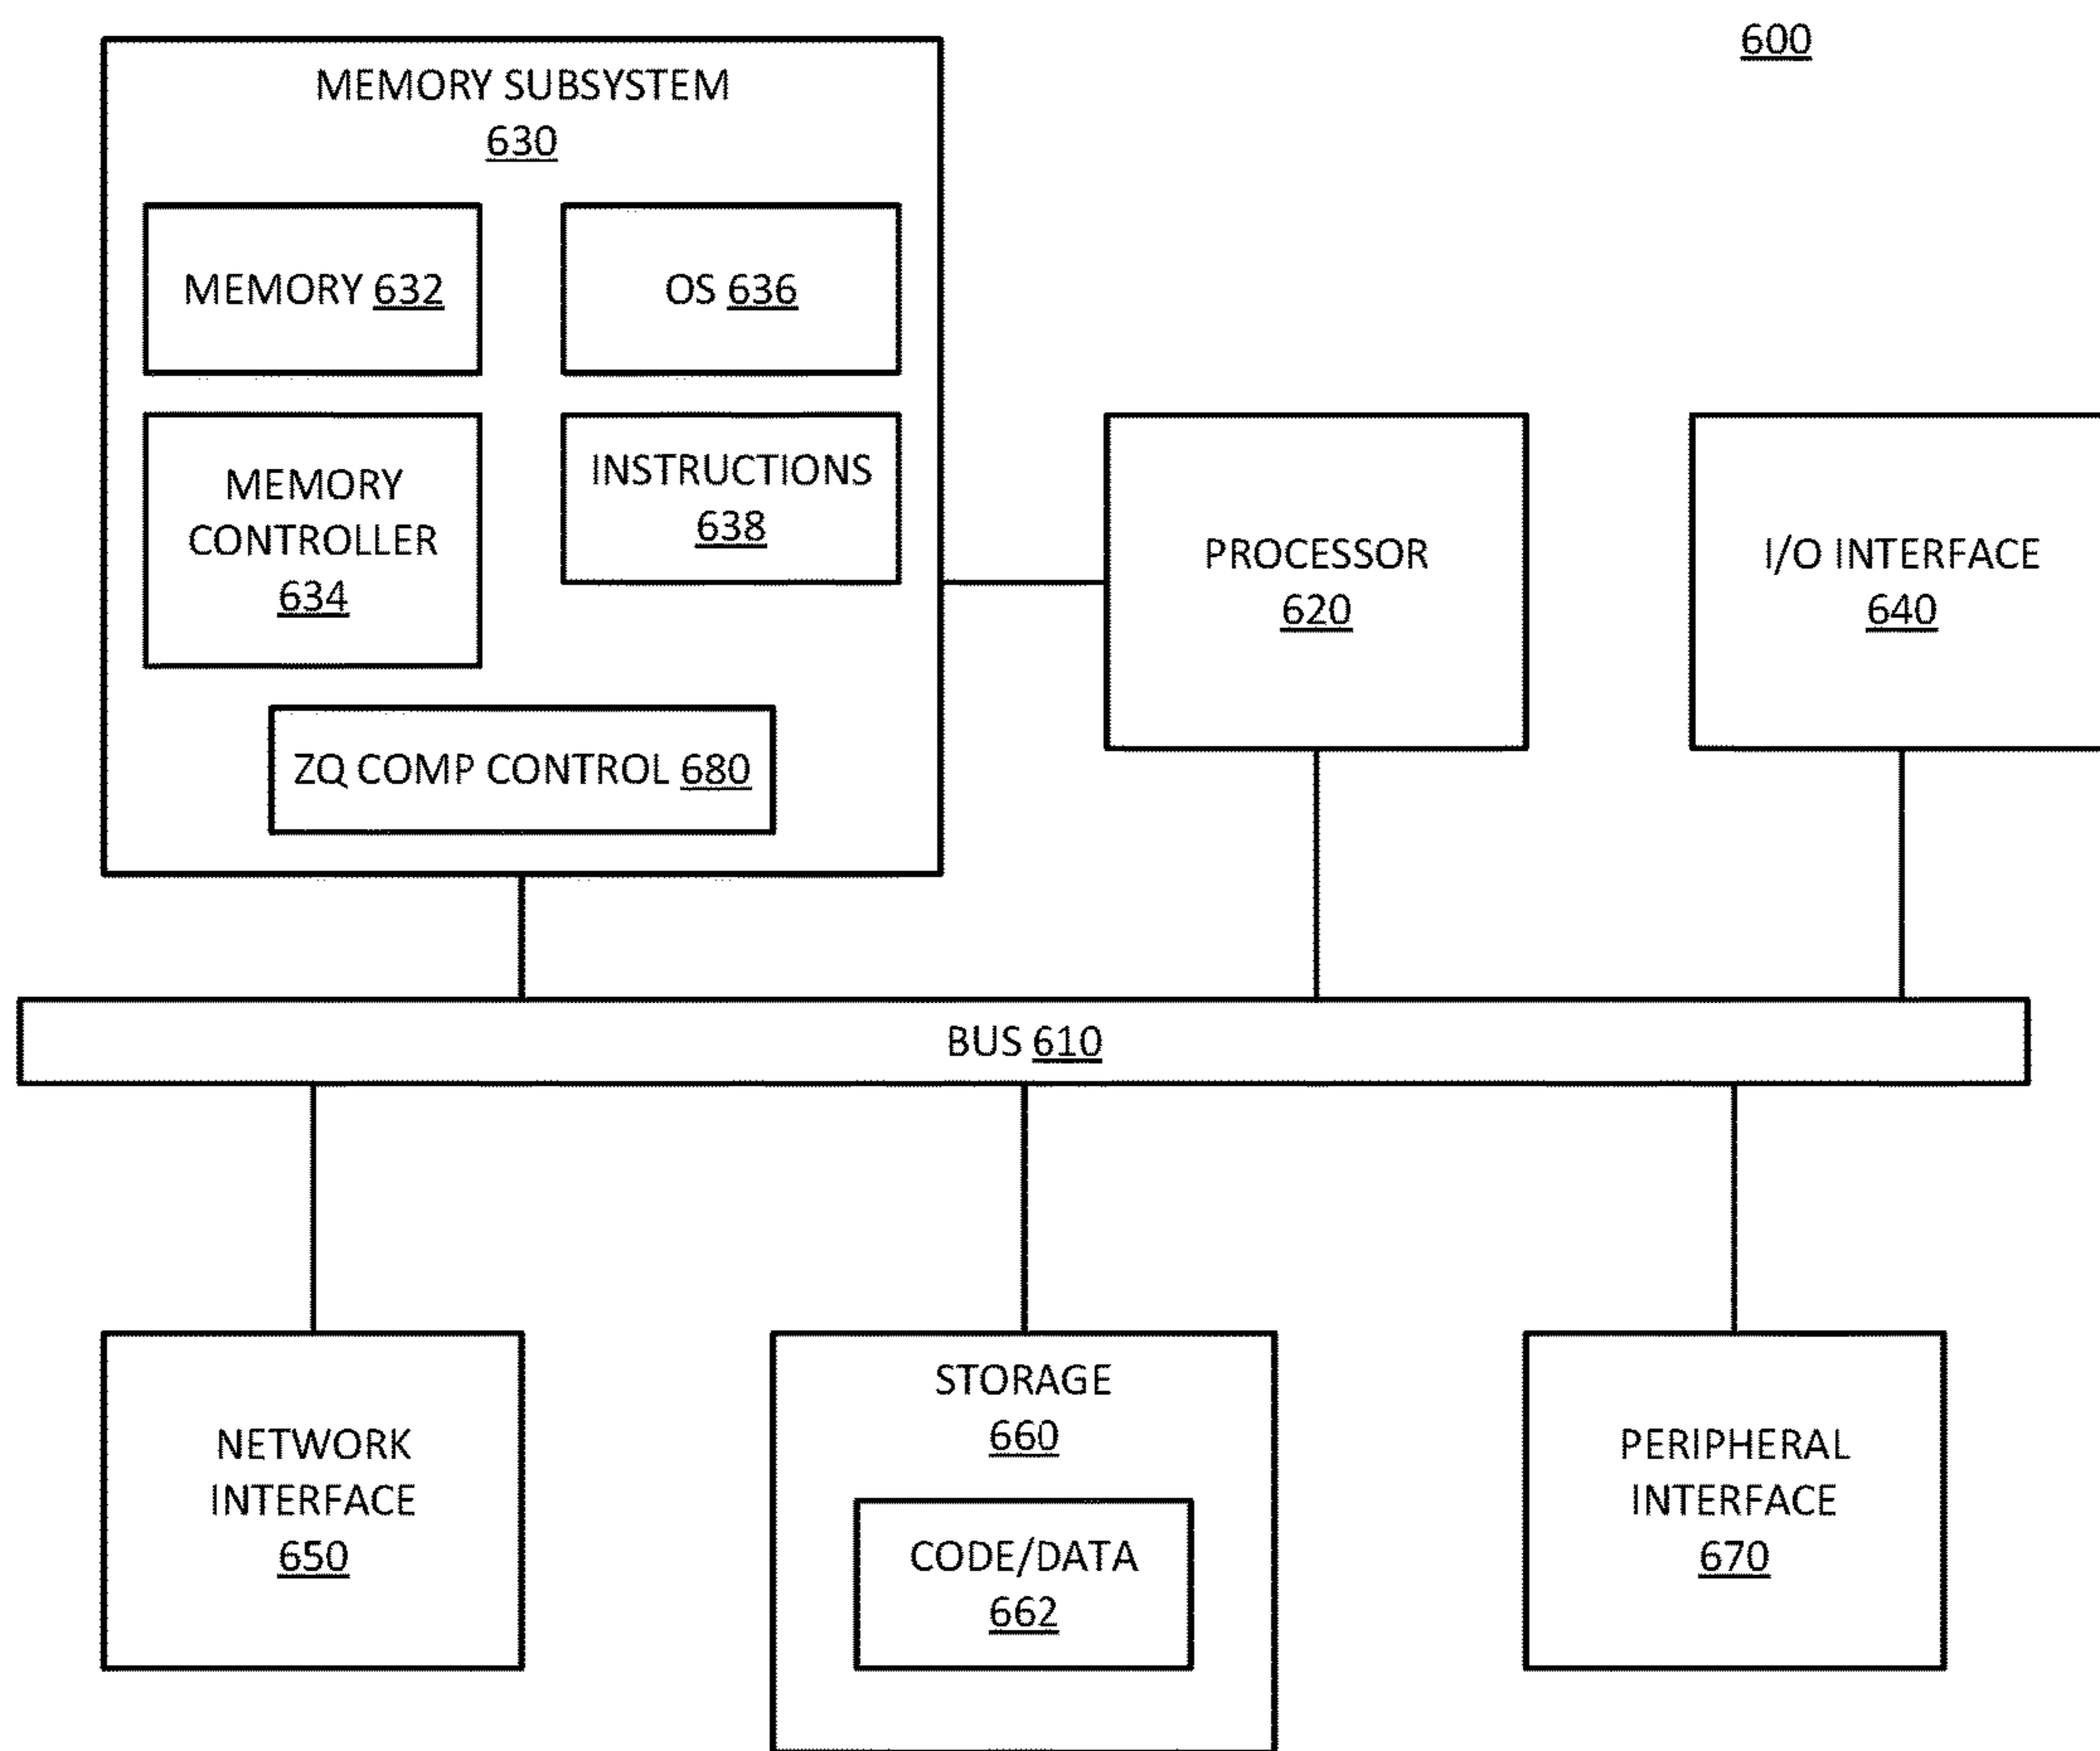 600
MEMORY SUBSYSTEM
630
MEMORY 632
OS 636
MEMORY
CONTROLLER
634
INSTRUCTIONS
638
ZQ COMP CONTROL 680
PROCESSOR
620
I/O INTERFACE
640
BUS 610
NETWORK
INTERFACE
650
STORAGE
660
CODE/DATA
662
PERIPHERAL
INTERFACE
670